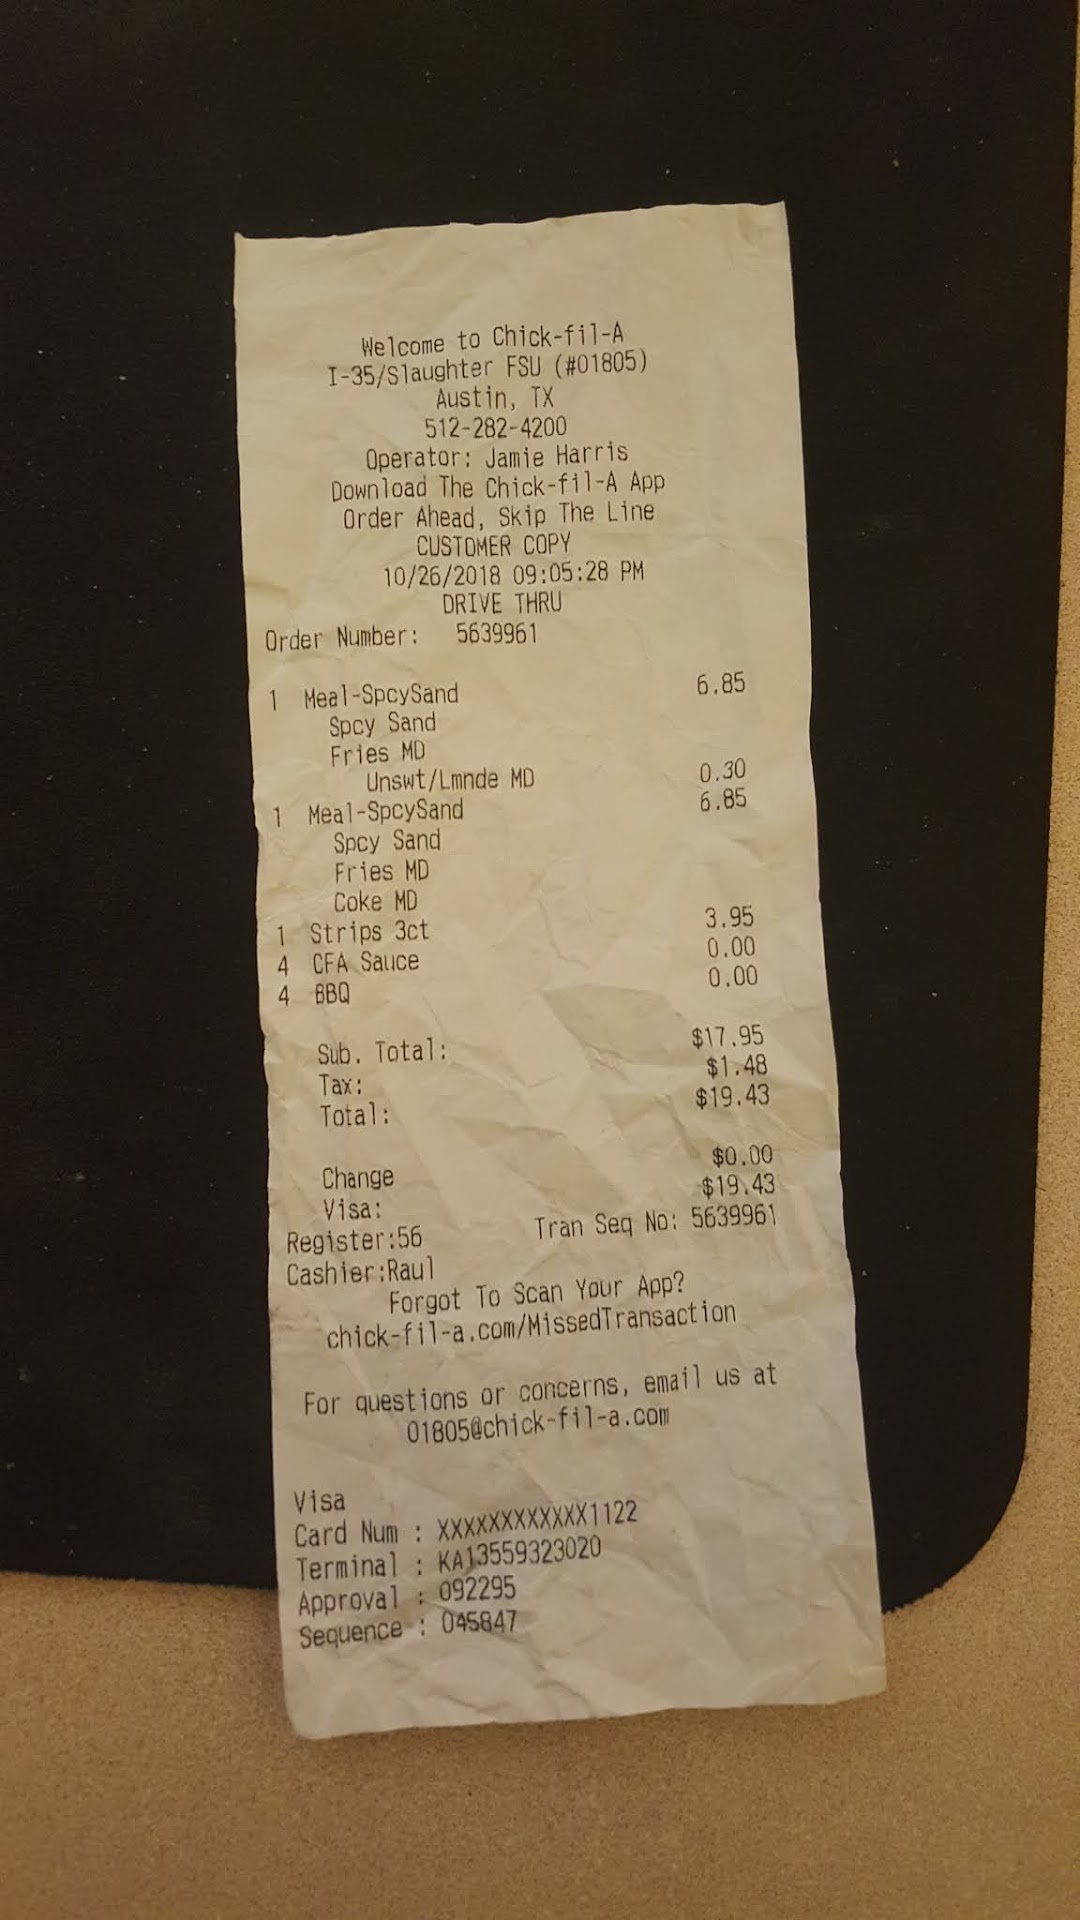 Welcome to Chick-fil-A
I-35/Slaughter FSU (#01805)
Austin, TX
512-282-4200
Operator: Jamie Harris
Download The Chick-fil-A App
Order Ahead, Skip The Line
CUSTOMER COPY
10/26/2018 09:05:28 PM
DRIVE THRU
Order Number: 5639961
1 Meal-SpcySand 6.85
Spcy Sand
Fries MD
Unswt/Lmnde MD 0.30
1 Meal-SpcySand 6.85
Spcy Sand
Fries MD
Coke MD
1 Strips 3ct 3.95
4 CFA Sauce 0.00
4 BBQ 0.00
Sub. Total: $17.95
Tax: $1.48
Total: $19.43
Change $0.00
Visa: $19.43
Register:56 Tran Seq No: 5639961
Cashier:Raul
Forgot To Scan Your App?
chick-fil-a.com/MissedTransaction
For questions or concerns, email us at
01805@chick-fil-a.com
Visa
Card Num : XXXXXXXXXXXX1122
Terminal : KA13559323020
Approval : 092295
Sequence : 045847